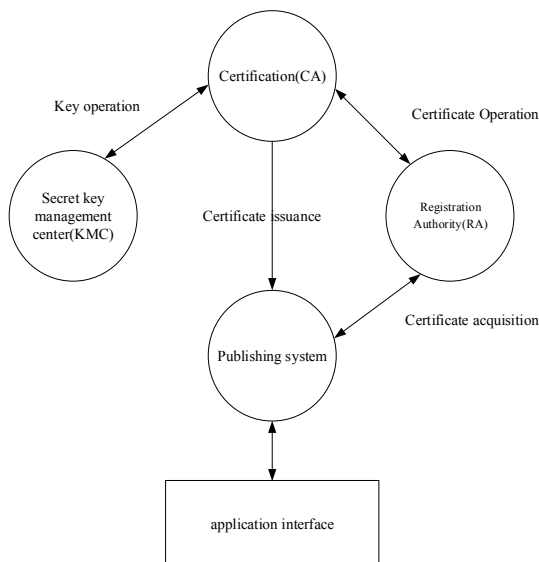 Certification(CA)
Key operation
Certificate Operation
Secret key
management
center(KMC)
Registration
Authority(RA)
Certificate issuance
Certificate acquisition
Publishing system
application interface